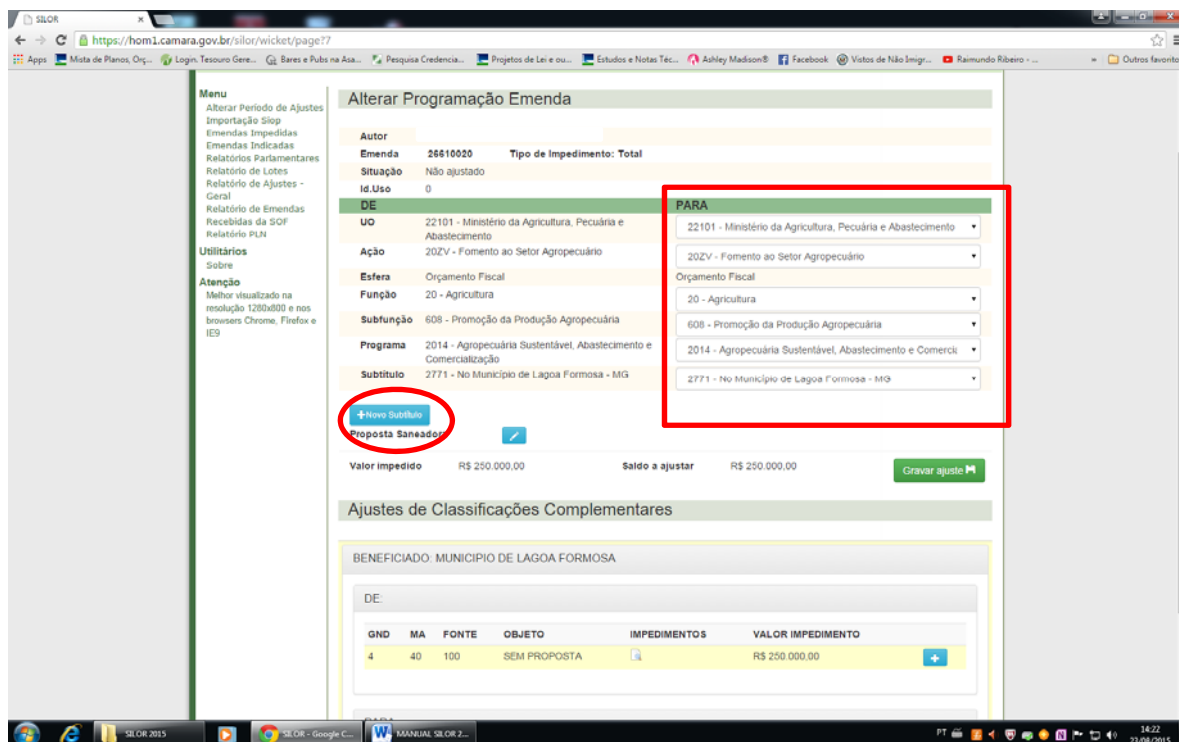 SILOR
https://hom1.camara.gov.br/silor/wicket/page?7
Apps Mista de Planos, Orç... Login. Tesouro Gere... Bares e Pubs na Asa... Pesquisa Credencia... Projetos de Lei e ou... Estudos e Notas Téc... Ashley Madison® Facebook Vistos de Não Imigr... Raimundo Ribeiro - ... » Outros favorito
Menu
Alterar Período de Ajustes
Importação Siop
Emendas Impedidas
Emendas Indicadas
Relatórios Parlamentares
Relatório de Lotes
Relatório de Ajustes -
Geral
Relatório de Emendas
Recebidas da SOF
Relatório PLN
Utilitários
Sobre
Atenção
Melhor visualizado na
resolução 1280x800 e nos
browsers Chrome, Firefox e
IE9
Alterar Programação Emenda
Autor
Emenda 26610020 Tipo de Impedimento: Total
Situação Não ajustado
Id.Uso 0
DE PARA
UO 22101 - Ministério da Agricultura, Pecuária e
Abastecimento
22101 - Ministério da Agricultura, Pecuária e Abastecimento
Ação 20ZV - Fomento ao Setor Agropecuário
20ZV - Fomento ao Setor Agropecuário
Esfera Orçamento Fiscal Orçamento Fiscal
Função 20 - Agricultura
20 - Agricultura
Subfunção 608 - Promoção da Produção Agropecuária
608 - Promoção da Produção Agropecuária
Programa 2014 - Agropecuária Sustentável, Abastecimento e
Comercialização
2014 - Agropecuária Sustentável, Abastecimento e Comercia
Subtítulo 2771 - No Município de Lagoa Formosa - MG
2771 - No Município de Lagoa Formosa - MG
+Novo Subtítulo
Proposta Saneadora
Valor impedido R$ 250.000,00 Saldo a ajustar R$ 250.000,00 Gravar ajuste
Ajustes de Classificações Complementares
BENEFICIADO: MUNICIPIO DE LAGOA FORMOSA
DE:
GND MA FONTE OBJETO IMPEDIMENTOS VALOR IMPEDIMENTO
4 40 100 SEM PROPOSTA R$ 250.000,00 +
SILOR 2015 SILOR - Google C... MANUAL SILOR 2... PT 14:22
23/08/2015